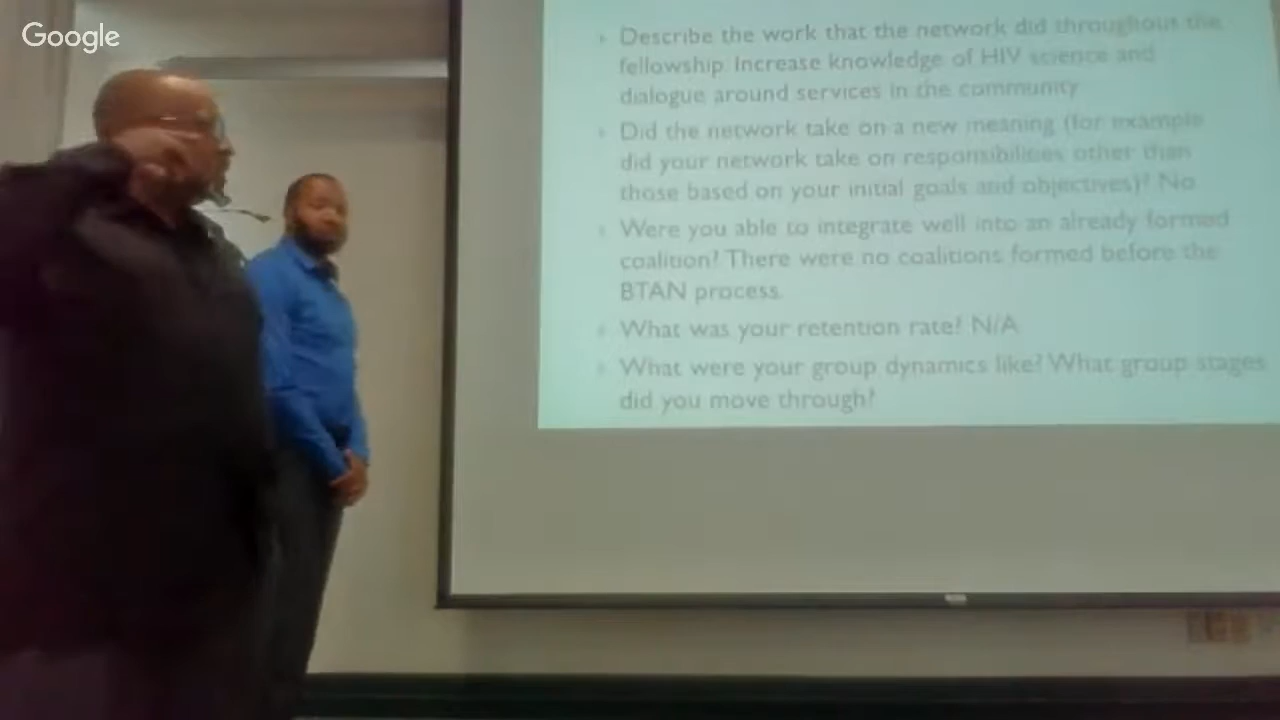 Google
Describe the work that the network did throughout the
fellowship. Increase knowledge of HIV science and
dialogue around services in the community
Did the network take on a new meaning (for example
did your network take on responsibilities other than
those based on your initial goals and objectives)? No
Were you able to integrate well into an already formed
coalition? There were no coalitions formed before the
BTAN process.
What was your retention rate? N/A
What were your group dynamics like? What group stages
did you move through?